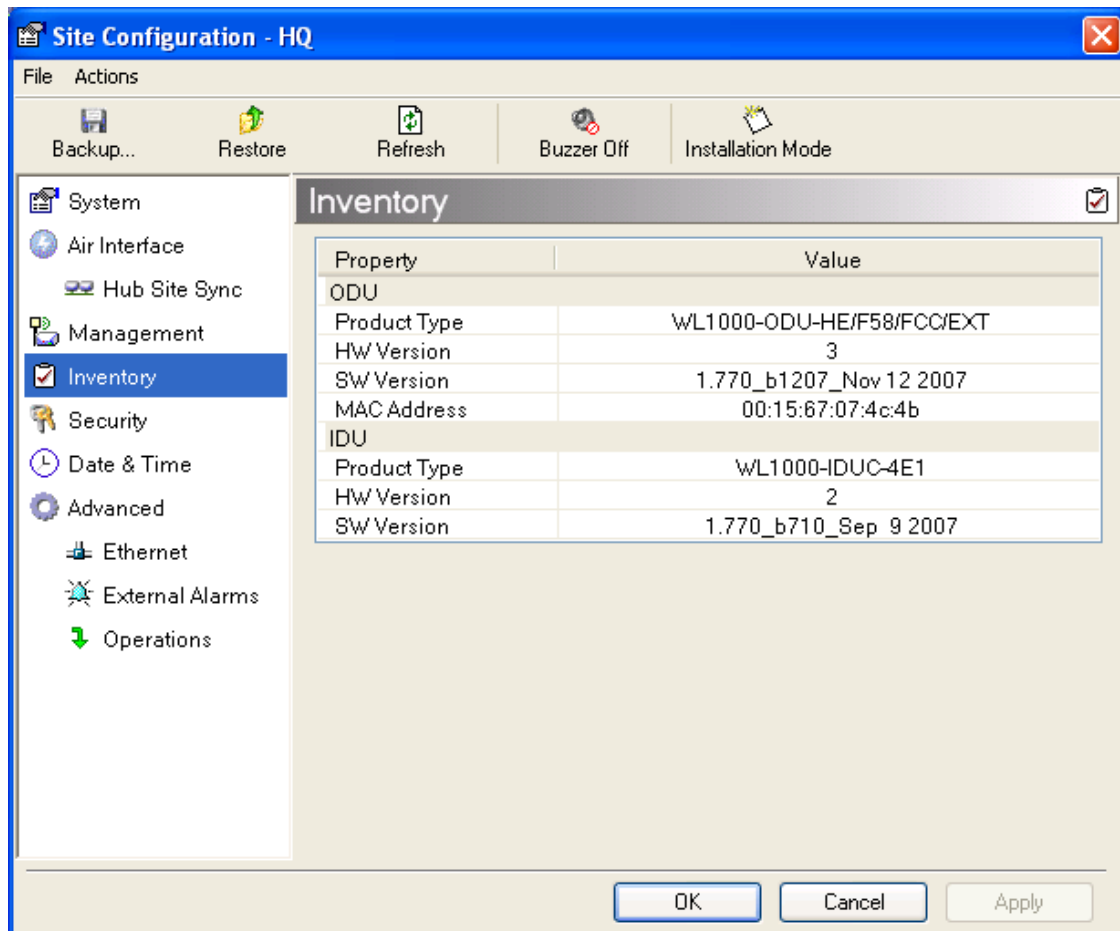 Site Configuration - HQ
File Actions
Backup... Restore Refresh Buzzer Off Installation Mode
System
Air Interface
Hub Site Sync
Management
Inventory
Security
Date & Time
Advanced
Ethernet
External Alarms
Operations
Inventory
Property Value
ODU
Product Type WL1000-ODU-HE/F58/FCC/EXT
HW Version 3
SW Version 1.770_b1207_Nov 12 2007
MAC Address 00:15:67:07:4c:4b
IDU
Product Type WL1000-IDUC-4E1
HW Version 2
SW Version 1.770_b710_Sep 9 2007
OK Cancel Apply